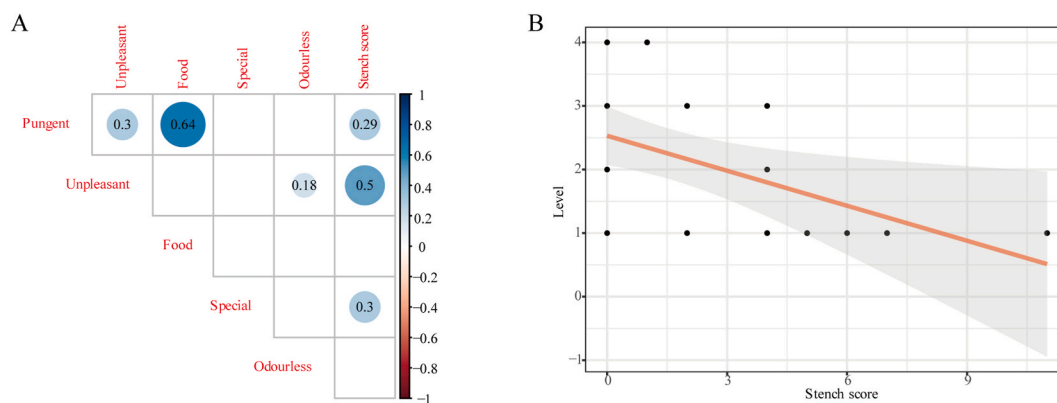 A
Unpleasant
Food
Special
Odourless
Stench score
Pungent
0.3
0.64
0.29
Unpleasant
0.18
0.5
Food
Special
0.3
Odourless
1
0.8
0.6
0.4
0.2
0
−0.2
−0.4
−0.6
−0.8
−1
B
Level
4
3
2
1
0
−1
0
3
6
9
Stench score